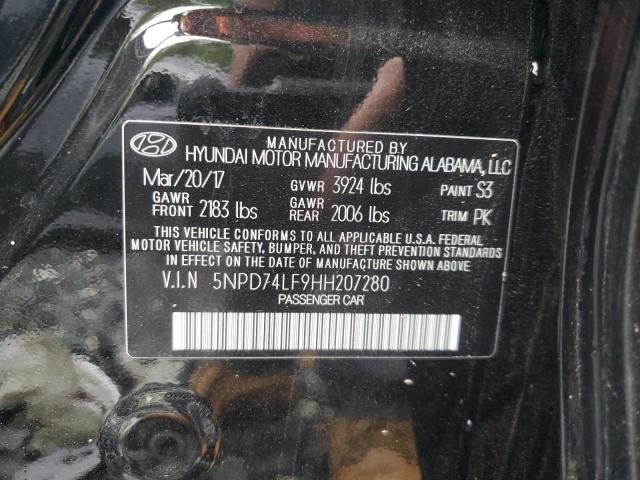 MANUFACTURED BY
HYUNDAI MOTOR MANUFACTURING ALABAMA, LLC
Mar/20/17 GVWR 3924 lbs PAINT S3
GAWR FRONT 2183 lbs GAWR REAR 2006 lbs TRIM PK
THIS VEHICLE CONFORMS TO ALL APPLICABLE U.S.A. FEDERAL
MOTOR VEHICLE SAFETY, BUMPER, AND THEFT PREVENTION STANDARDS
IN EFFECT ON THE DATE OF MANUFACTURE SHOWN ABOVE.
V.I.N 5NPD74LF9HH207280
PASSENGER CAR